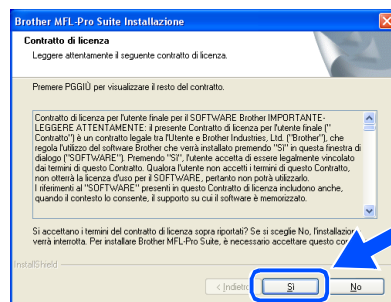 Brother MFL-Pro Suite Installazione
Contratto di licenza
Leggere attentamente il seguente contratto di licenza.
Premere PGGIÙ per visualizzare il resto del contratto.
Contratto di licenza per l'utente finale per il SOFTWARE Brother IMPORTANTE-
LEGGERE ATTENTAMENTE: il presente Contratto di licenza per l'utente finale ("
Contratto") è un contratto legale tra l'Utente e Brother Industries, Ltd. ("Brother"), che
regola l'utilizzo del software Brother che verrà installato premendo "Sì" in questa finestra di
dialogo ("SOFTWARE"). Premendo "Sì", l'utente accetta di essere legalmente vincolato
dai termini di questo Contratto. Qualora l'utente non accetti i termini di questo Contratto,
non otterrà la licenza d'uso per il SOFTWARE, pertanto non potrà utilizzarlo.
I riferimenti al "SOFTWARE" presenti in questo Contratto di licenza includono anche,
quando il contesto lo consente, il supporto su cui il software è memorizzato.
Si accettano i termini del contratto di licenza sopra riportati? Se si sceglie No, l'installazione
verrà interrotta. Per installare Brother MFL-Pro Suite, è necessario accettare questo
InstallShield
< Indietro
Sì
No